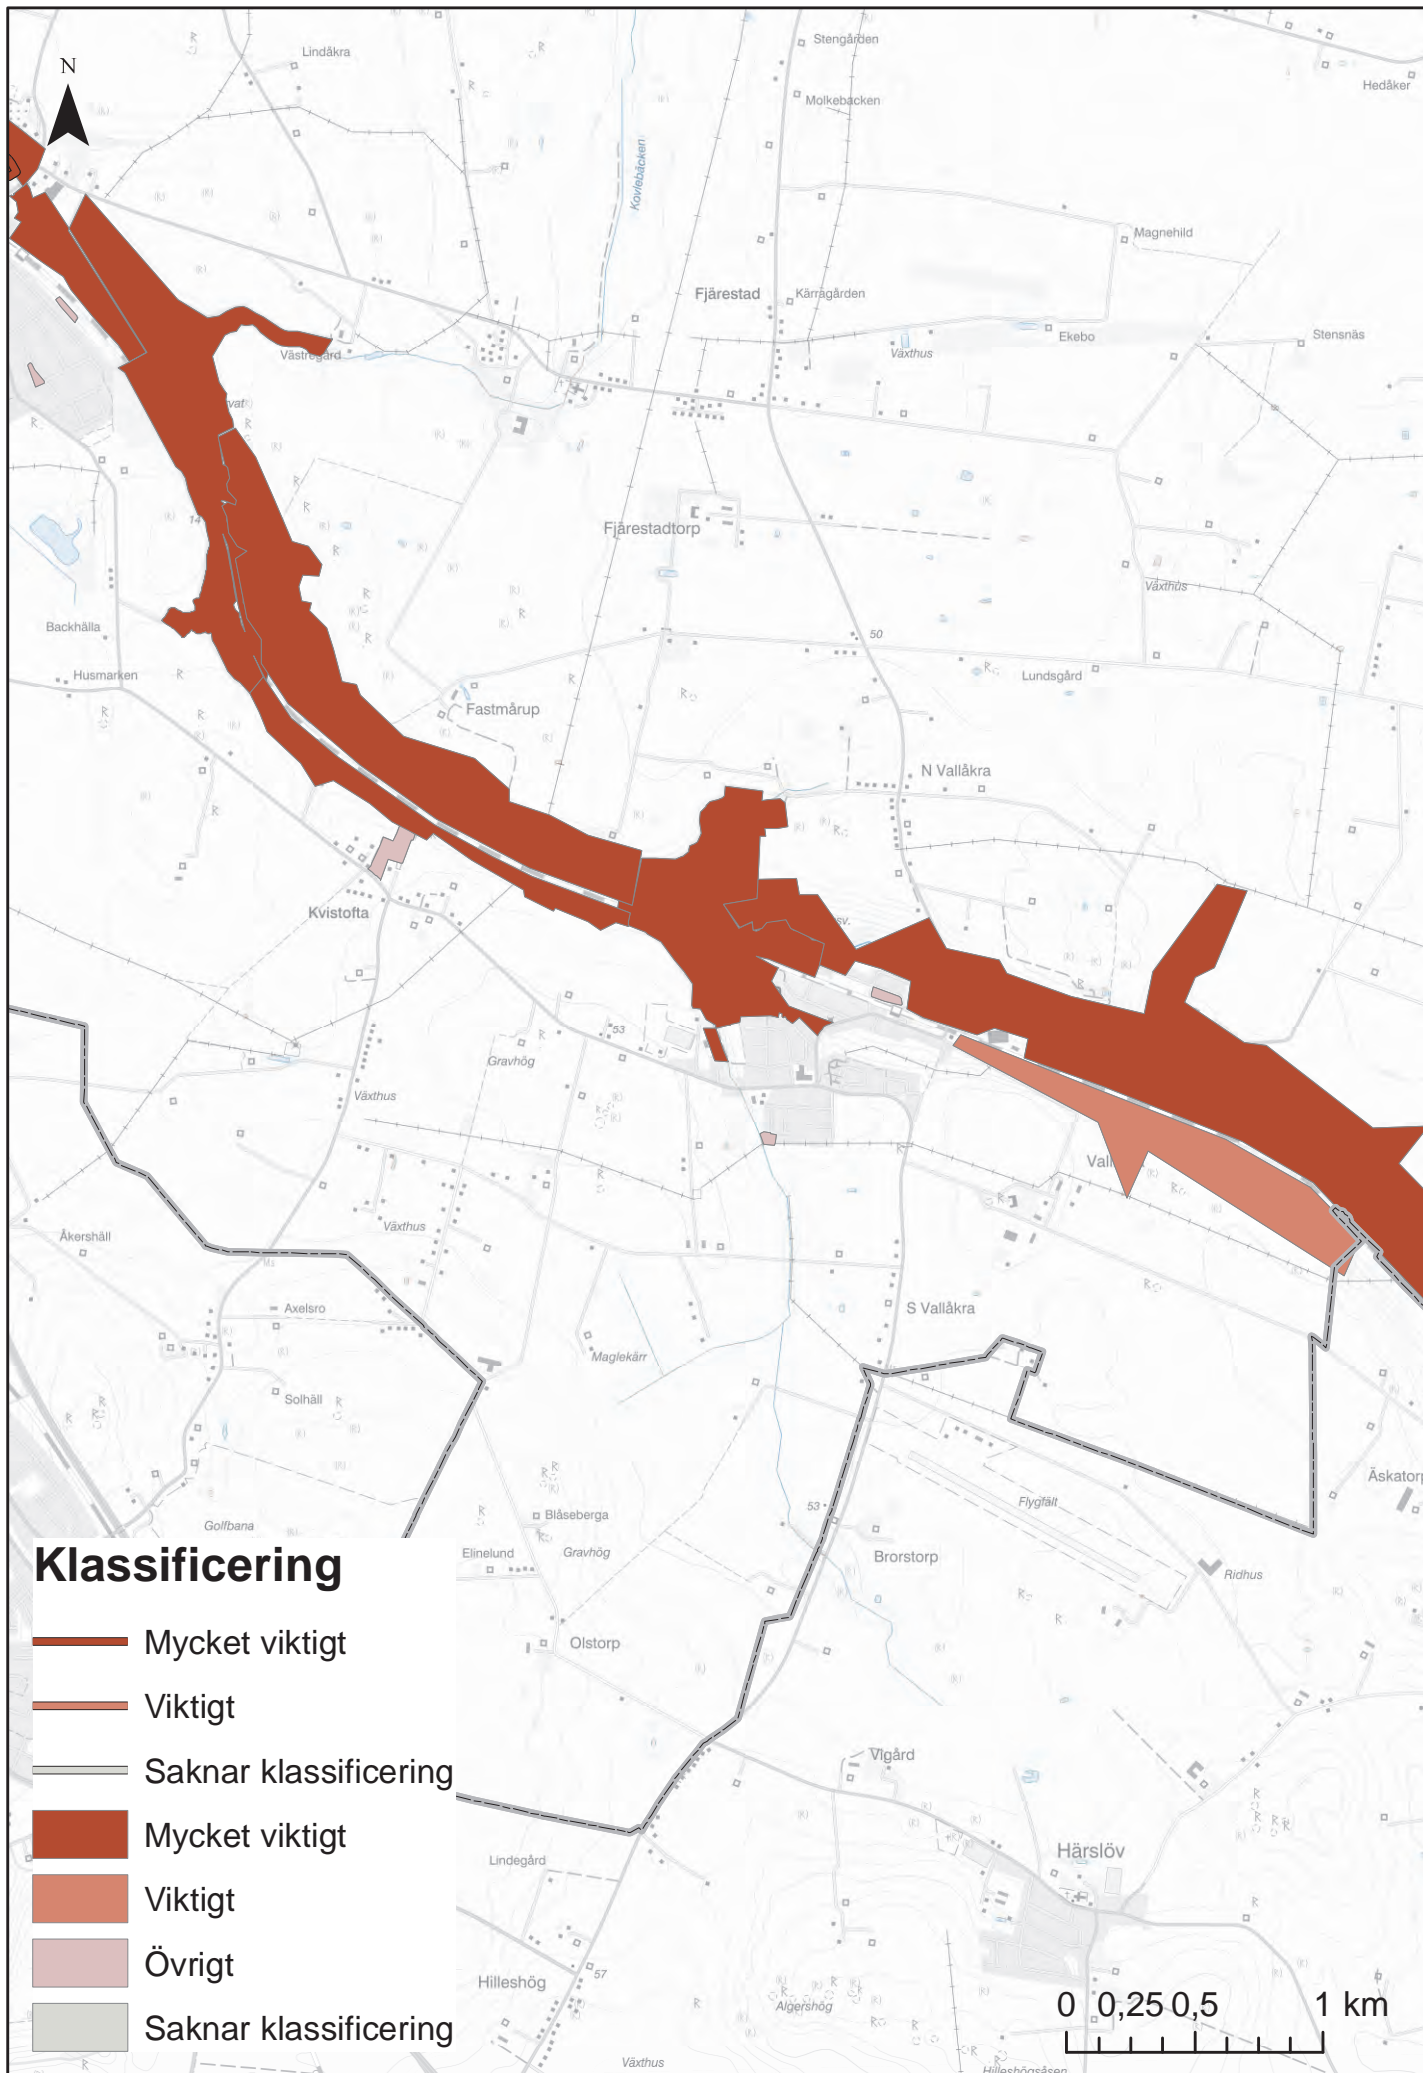 N
Lindåkra
Stengården
Hedåker
Molkebacken
Kovlebäcken
Magnehild
Fjärestad
Kärragården
Växthus
Ekebo
Stensnäs
Västregård
Fjärestadtorp
Växthus
Backhälla
50
Husmarken
Lundsgård
Fastmårup
N Vallåkra
Kvistofta
53
Gravhög
Växthus
Växthus
Åkershäll
Axelsro
S Vallåkra
Maglekärr
Solhäll
Äskatorp
Flygfält
53
Golfbana
Blåseberga
Elinelund
Gravhög
Brorstorp
Ridhus
Olstorp
Vigård
Härslöv
Lindegård
Hilleshög
57
Algershög
Växthus
Hilleshögsåsen
Klassificering
Mycket viktigt
Viktigt
Saknar klassificering
Mycket viktigt
Viktigt
Övrigt
Saknar klassificering
0 0,25 0,5 1 km